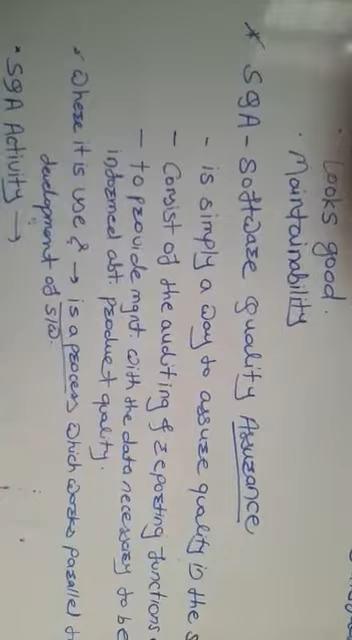 · Looks good.
· Maintainability
* SQA - Software Quality Assurance
- is simply a way to assure quality in the
- Consist of the auditing & reporting functions
- to provide mgnt. with the data necessary to be
informed abt. product quality.
Where it is use? → is a process which works parallel
development of S/W.
· SQA Activity →